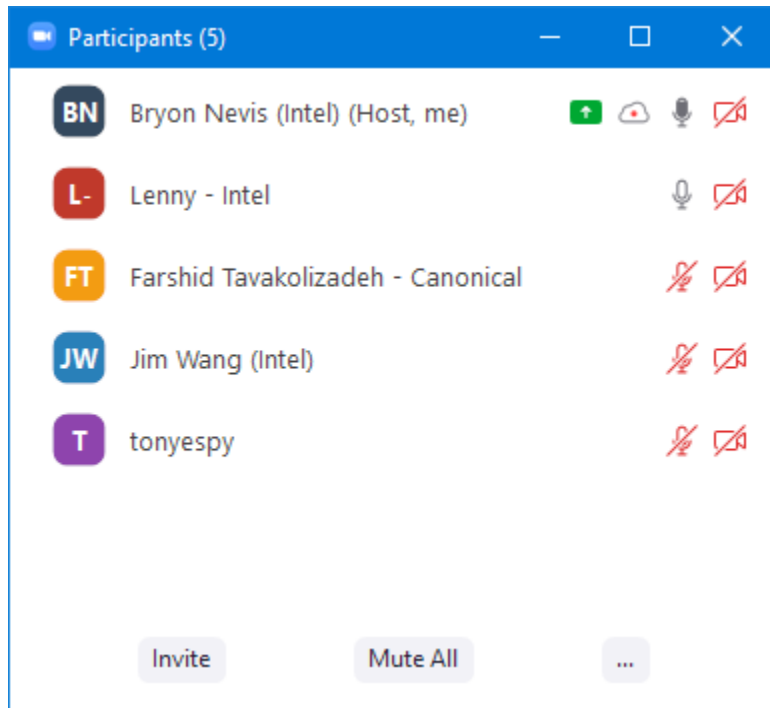 Participants (5)
BN Bryon Nevis (Intel) (Host, me)
L- Lenny - Intel
FT Farshid Tavakolizadeh - Canonical
JW Jim Wang (Intel)
T tonyespy
Invite Mute All ...